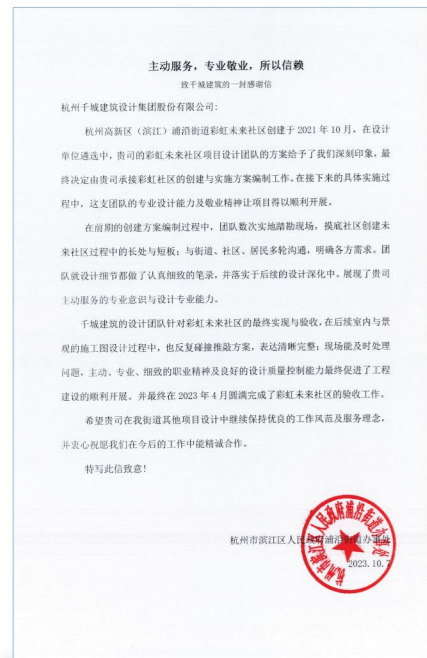 主动服务，专业敬业，所以信赖
致千城建筑的一封感谢信
杭州千城建筑设计集团股份有限公司：
杭州高新区（滨江）浦沿街道彩虹未来社区创建于 2021 年 10 月，在设计
单位遴选中，贵司的彩虹未来社区项目设计团队的方案给予了我们深刻印象，最
终决定由贵司承接彩虹社区的创建与实施方案编制工作。在接下来的具体实施过
程中，这支团队的专业设计能力及敬业精神让项目得以顺利开展。
在前期的创建方案编制过程中，团队数次实地踏勘现场，摸底社区创建未
来社区过程中的长处与短板；与街道、社区、居民多轮沟通，明确各方需求。团
队就设计细节都做了认真细致的笔录，并落实于后续的设计深化中。展现了贵司
主动服务的专业意识与设计专业能力。
千城建筑的设计团队针对彩虹未来社区的最终实现与验收，在后续室内与景
观的施工图设计过程中，也反复碰撞推敲方案，表达清晰完整；现场能及时处理
问题，主动、专业、细致的职业精神及良好的设计质量控制能力最终促进了工程
建设的顺利开展。并最终在 2023 年 4 月圆满完成了彩虹未来社区的验收工作。
希望贵司在我街道其他项目设计中继续保持优良的工作风范及服务理念，
并衷心祝愿我们在今后的工作中能精诚合作。
特写此信致意！
杭州市滨江区人民政府浦沿街道办事处
2023.10.7
杭州市滨江区人民政府浦沿街道办事处